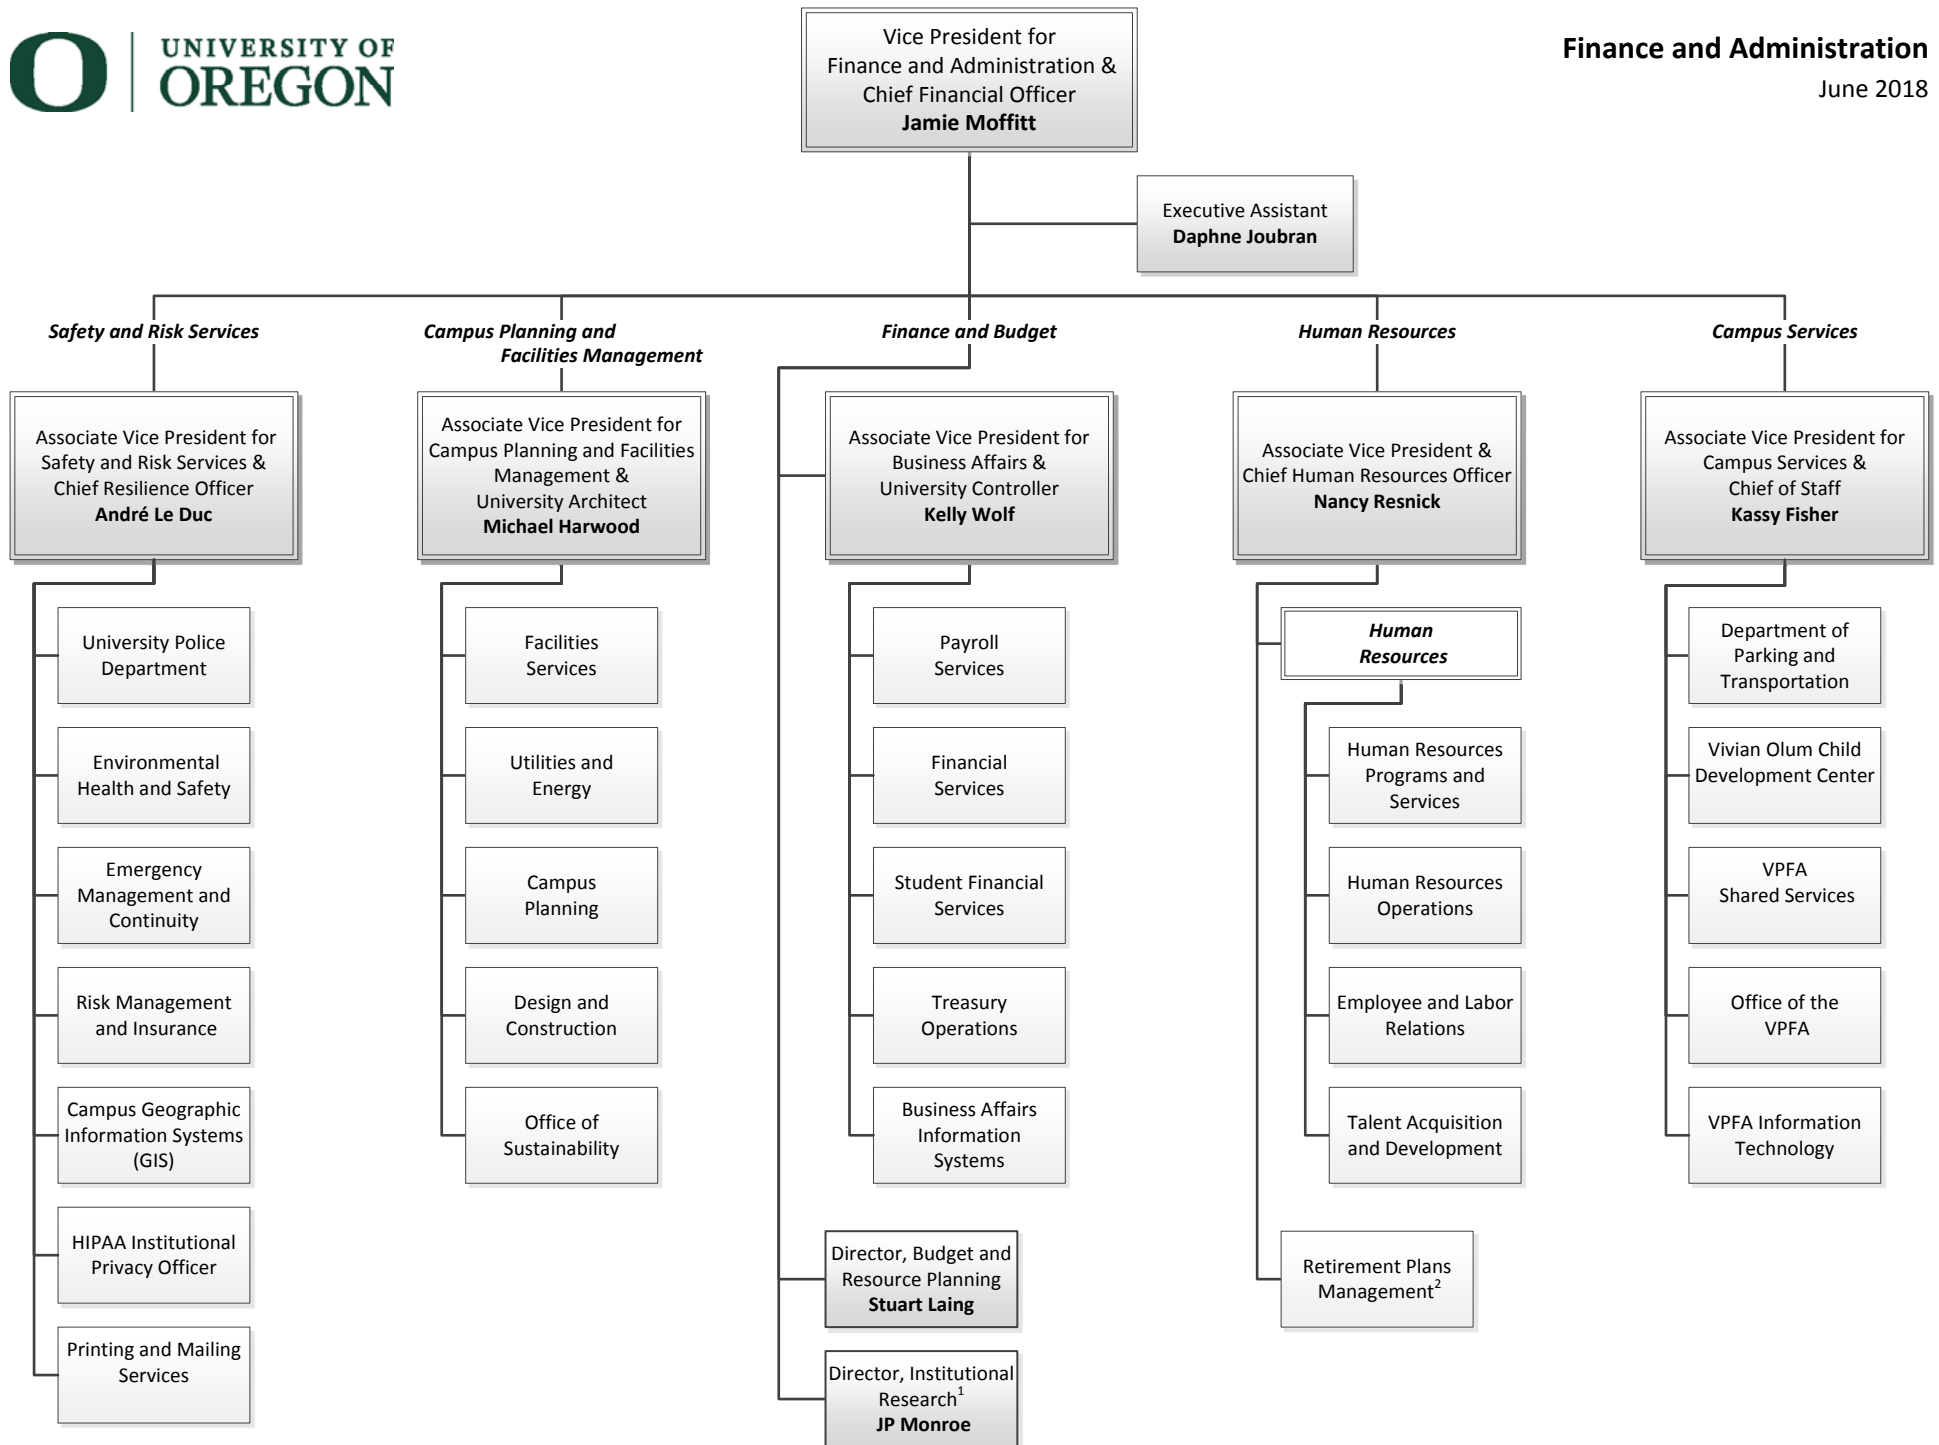 UNIVERSITY OF
OREGON
Vice President for
Finance and Administration &
Chief Financial Officer
Jamie Moffitt
Finance and Administration
June 2018
Executive Assistant
Daphne Joubran
Safety and Risk Services
Associate Vice President for
Safety and Risk Services &
Chief Resilience Officer
André Le Duc
University Police
Department
Environmental
Health and Safety
Emergency
Management and
Continuity
Risk Management
and Insurance
Campus Geographic
Information Systems
(GIS)
HIPAA Institutional
Privacy Officer
Printing and Mailing
Services
Campus Planning and
Facilities Management
Associate Vice President for
Campus Planning and Facilities
Management &
University Architect
Michael Harwood
Facilities
Services
Utilities and
Energy
Campus
Planning
Design and
Construction
Office of
Sustainability
Finance and Budget
Associate Vice President for
Business Affairs &
University Controller
Kelly Wolf
Payroll
Services
Financial
Services
Student Financial
Services
Treasury
Operations
Business Affairs
Information
Systems
Director, Budget and
Resource Planning
Stuart Laing
Director, Institutional
Research1
JP Monroe
Human Resources
Associate Vice President &
Chief Human Resources Officer
Nancy Resnick
Human
Resources
Human Resources
Programs and
Services
Human Resources
Operations
Employee and Labor
Relations
Talent Acquisition
and Development
Retirement Plans
Management2
Campus Services
Associate Vice President for
Campus Services &
Chief of Staff
Kassy Fisher
Department of
Parking and
Transportation
Vivian Olum Child
Development Center
VPFA
Shared Services
Office of the
VPFA
VPFA Information
Technology